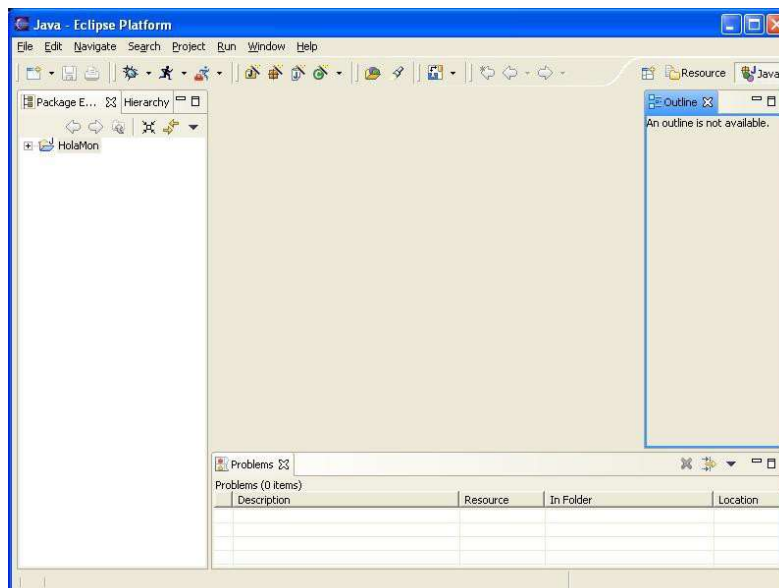 Java - Eclipse Platform
File Edit Navigate Search Project Run Window Help
Resource Java
Package E... Hierarchy
Outline
An outline is not available.
HolaMon
Problems
Problems (0 items)
Description Resource In Folder Location